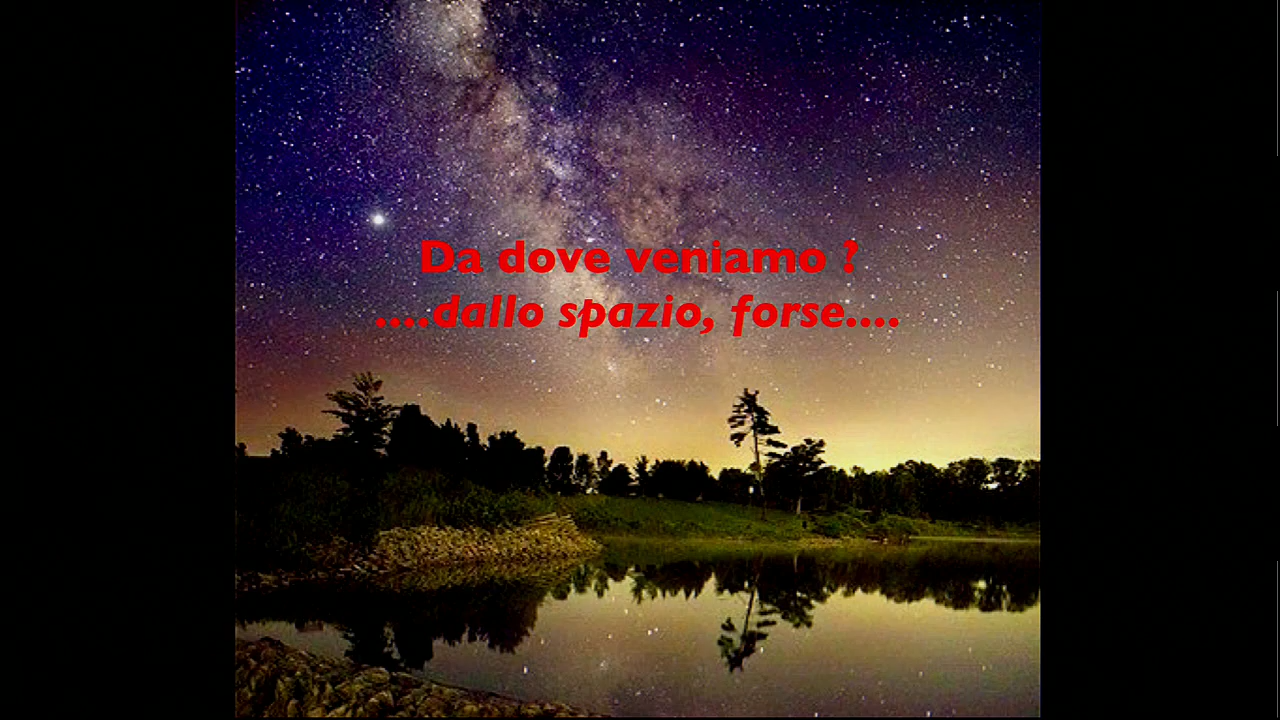 Da dove veniamo ?
....dallo spazio, forse....